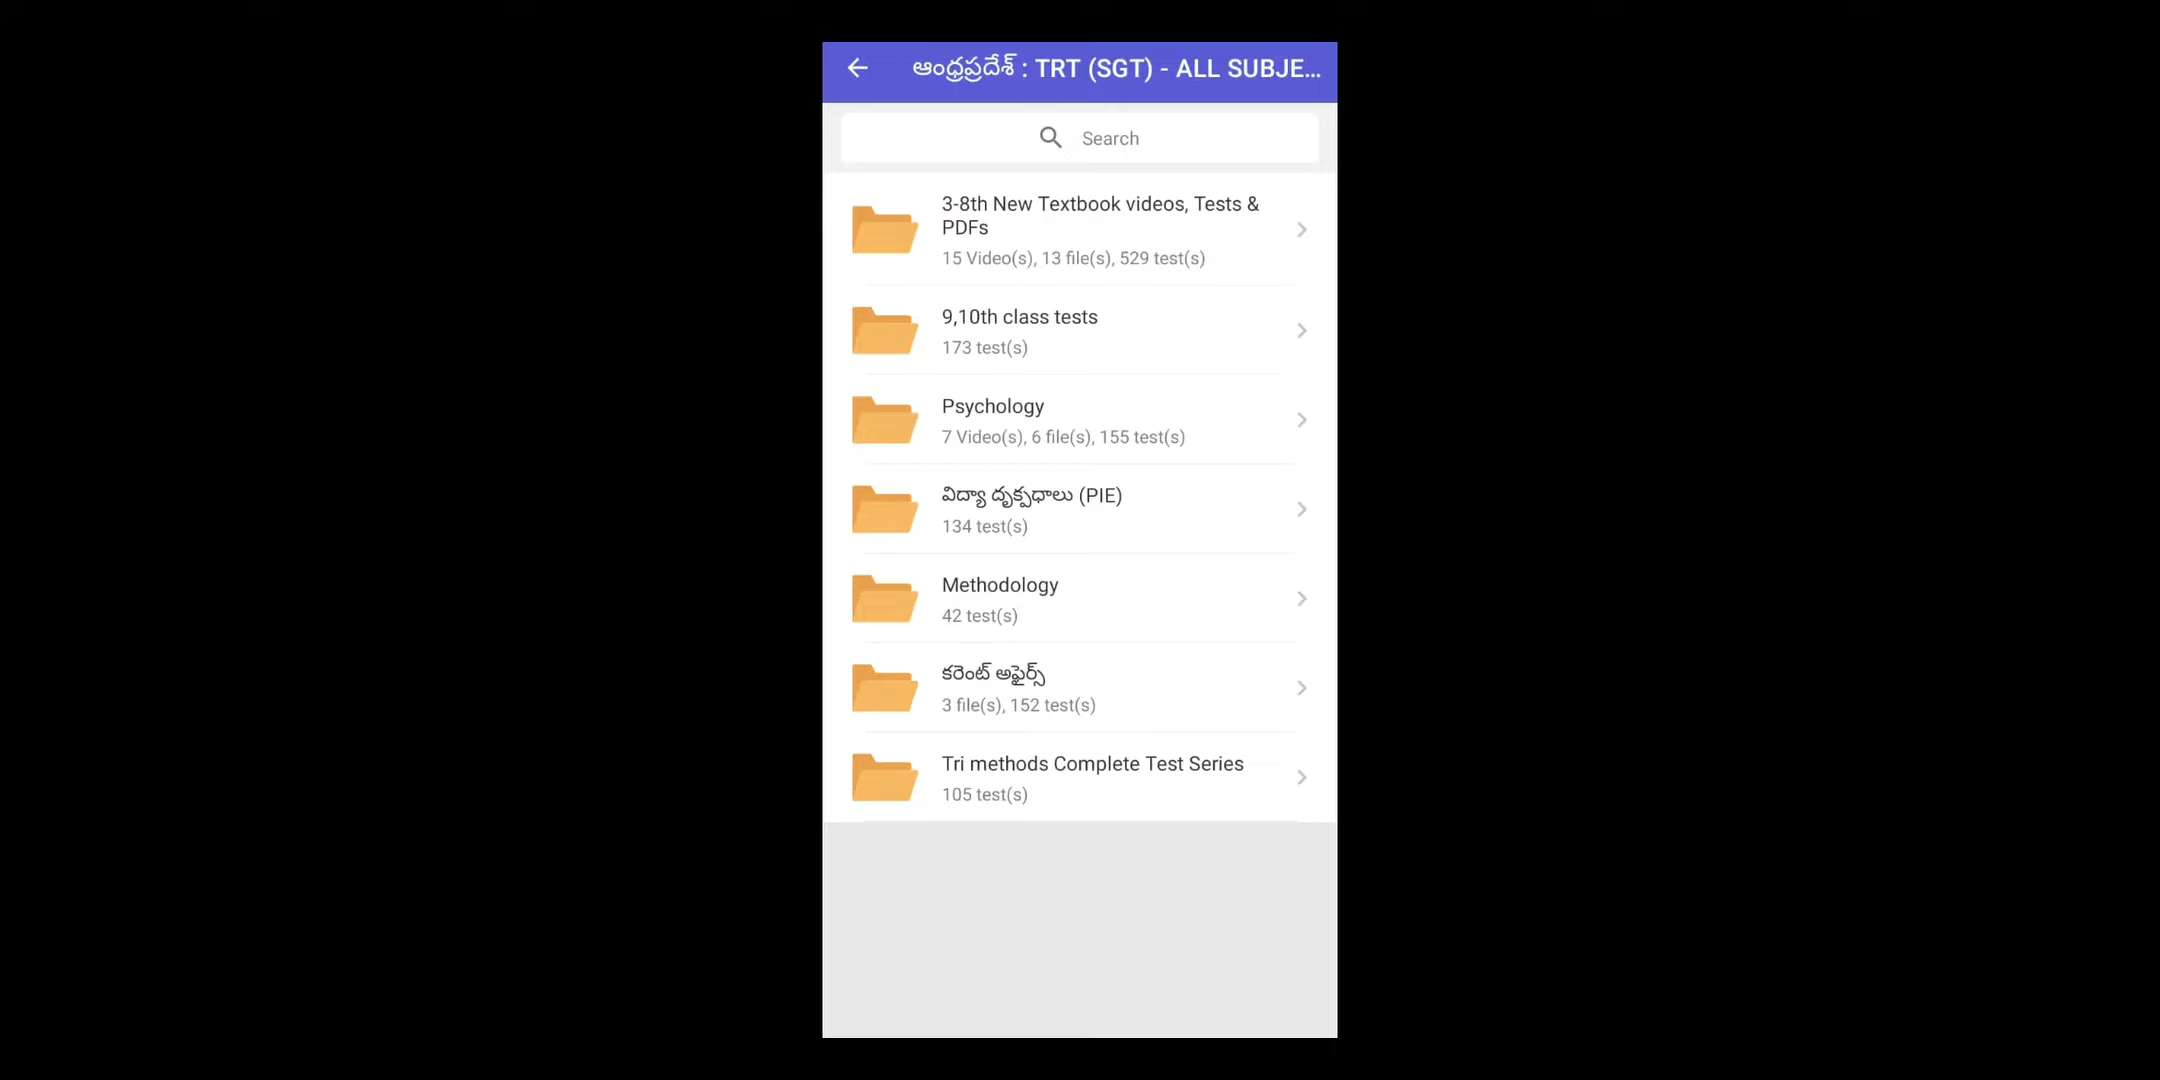 ఆంధ్రప్రదేశ్ : TRT (SGT) - ALL SUBJE...
Search
3-8th New Textbook videos, Tests &
PDFs
15 Video(s), 13 file(s), 529 test(s)
9,10th class tests
173 test(s)
Psychology
7 Video(s), 6 file(s), 155 test(s)
విద్యా దృక్పధాలు (PIE)
134 test(s)
Methodology
42 test(s)
కరెంట్ అఫైర్స్
3 file(s), 152 test(s)
Tri methods Complete Test Series
105 test(s)